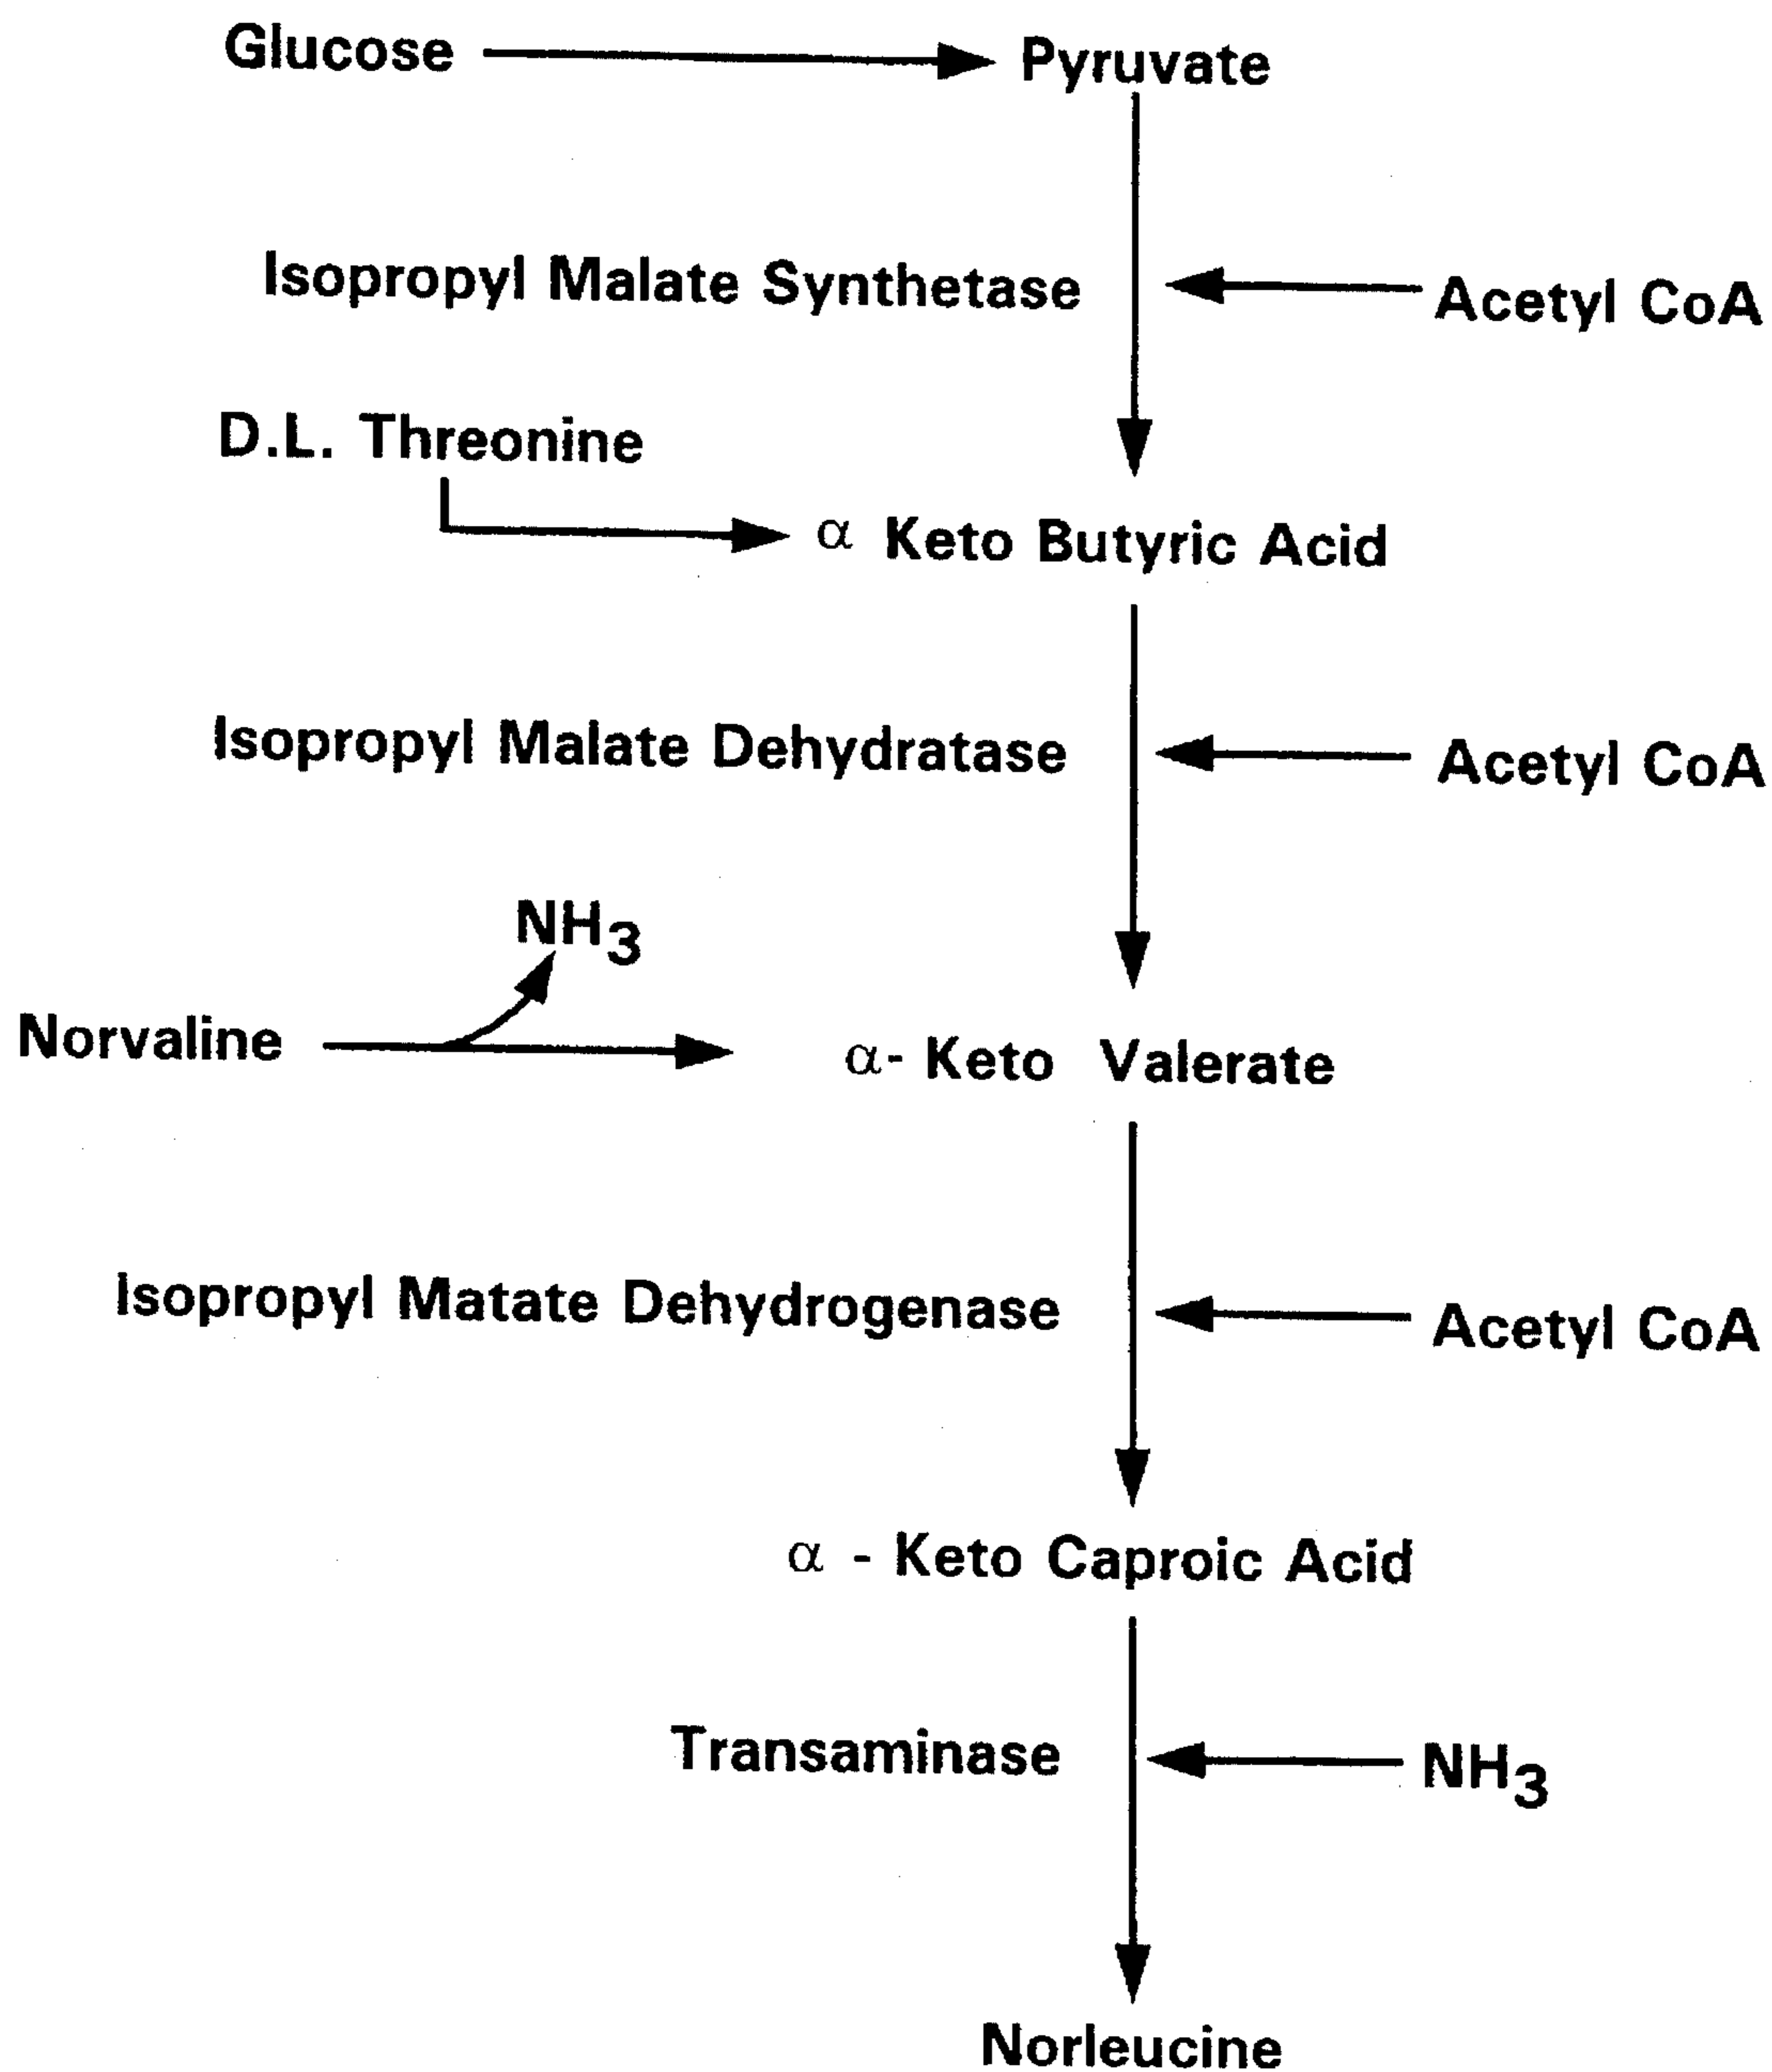 Glucose
Pyruvate
Isopropyl Malate Synthetase
Acetyl CoA
D.L. Threonine
α Keto Butyric Acid
Isopropyl Malate Dehydratase
Acetyl CoA
NH3
Norvaline
α- Keto Valerate
Isopropyl Matate Dehydrogenase
Acetyl CoA
α - Keto Caproic Acid
Transaminase
NH3
Norleucine